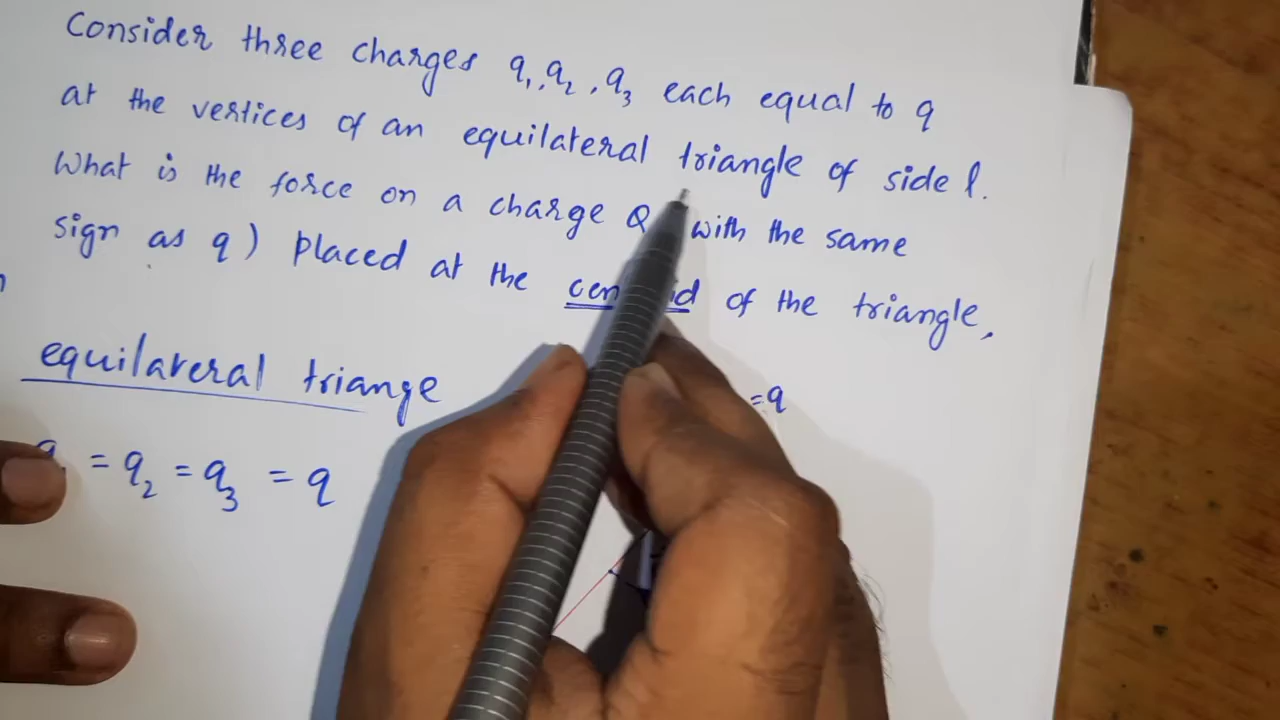 Consider three charges q1, q2, q3 each equal to q
at the vertices of an equilateral triangle of side l.
What is the force on a charge Q with the same
sign as q) placed at the of the triangle,
equilateral triange
= q2 = q3 = q
= q